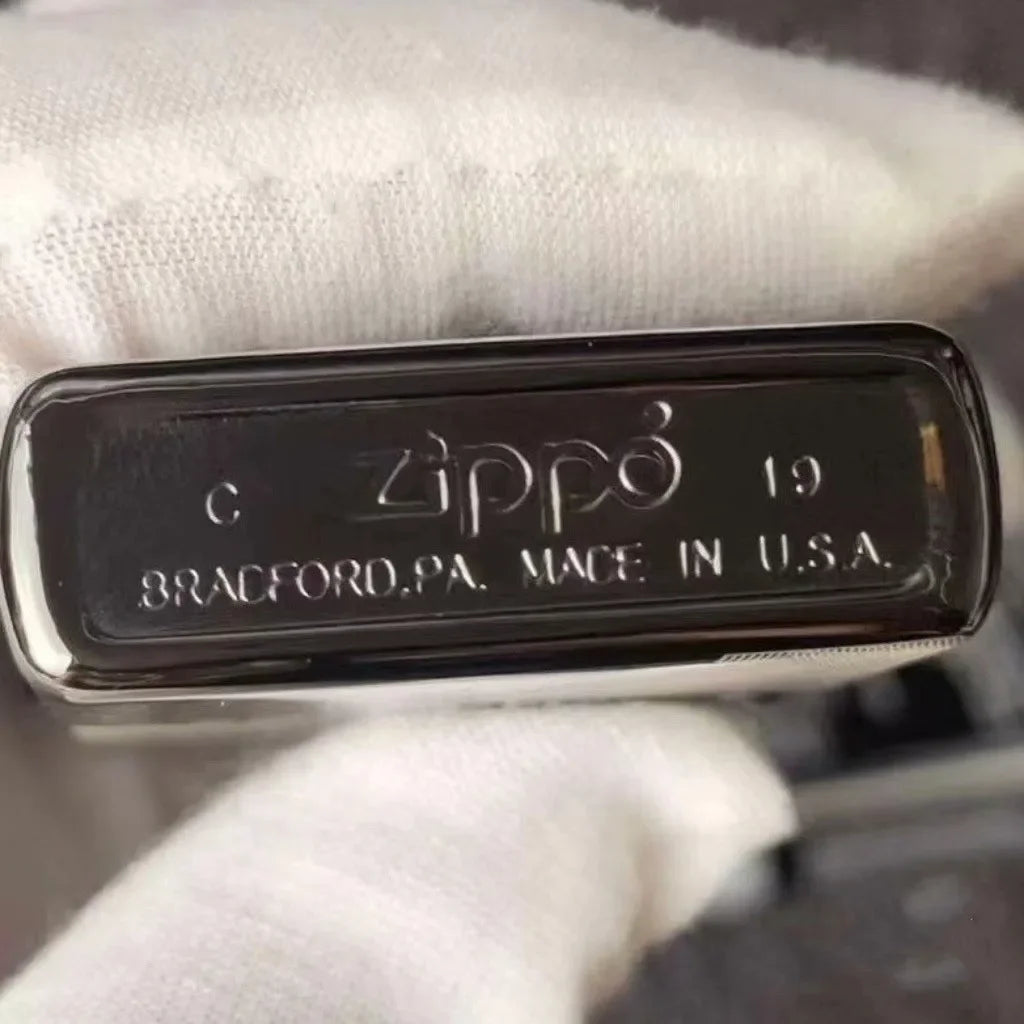 C Zippo 19
BRADFORD,PA. MADE IN U.S.A.